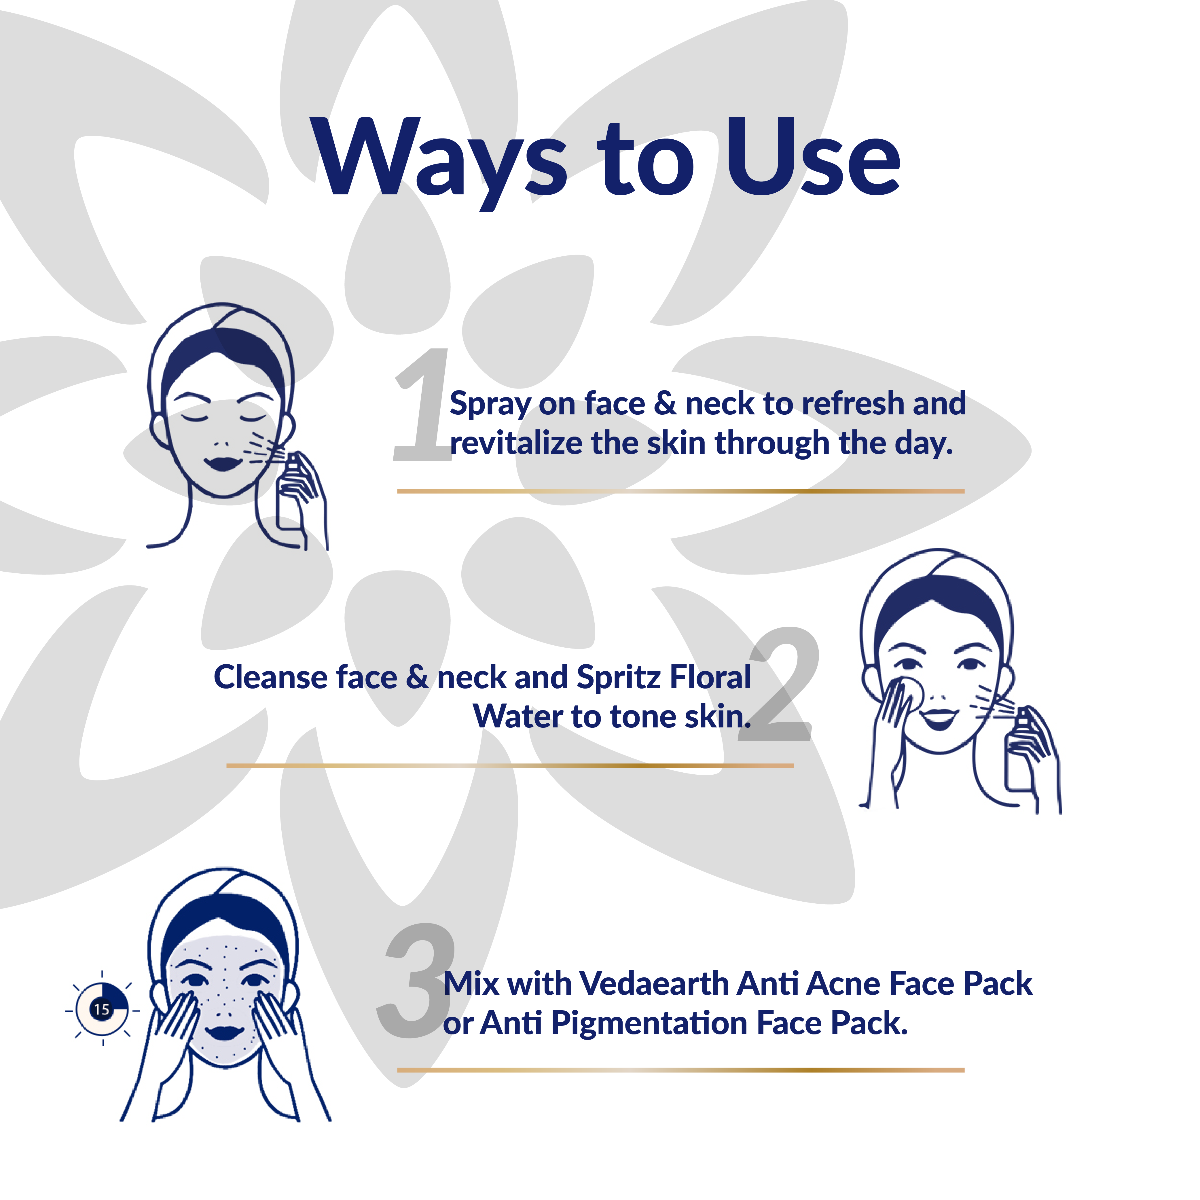 Ways to Use
1
Spray on face & neck to refresh and
revitalize the skin through the day.
2
Cleanse face & neck and Spritz Floral
Water to tone skin.
3
Mix with Vedaearth Anti Acne Face Pack
or Anti Pigmentation Face Pack.
15